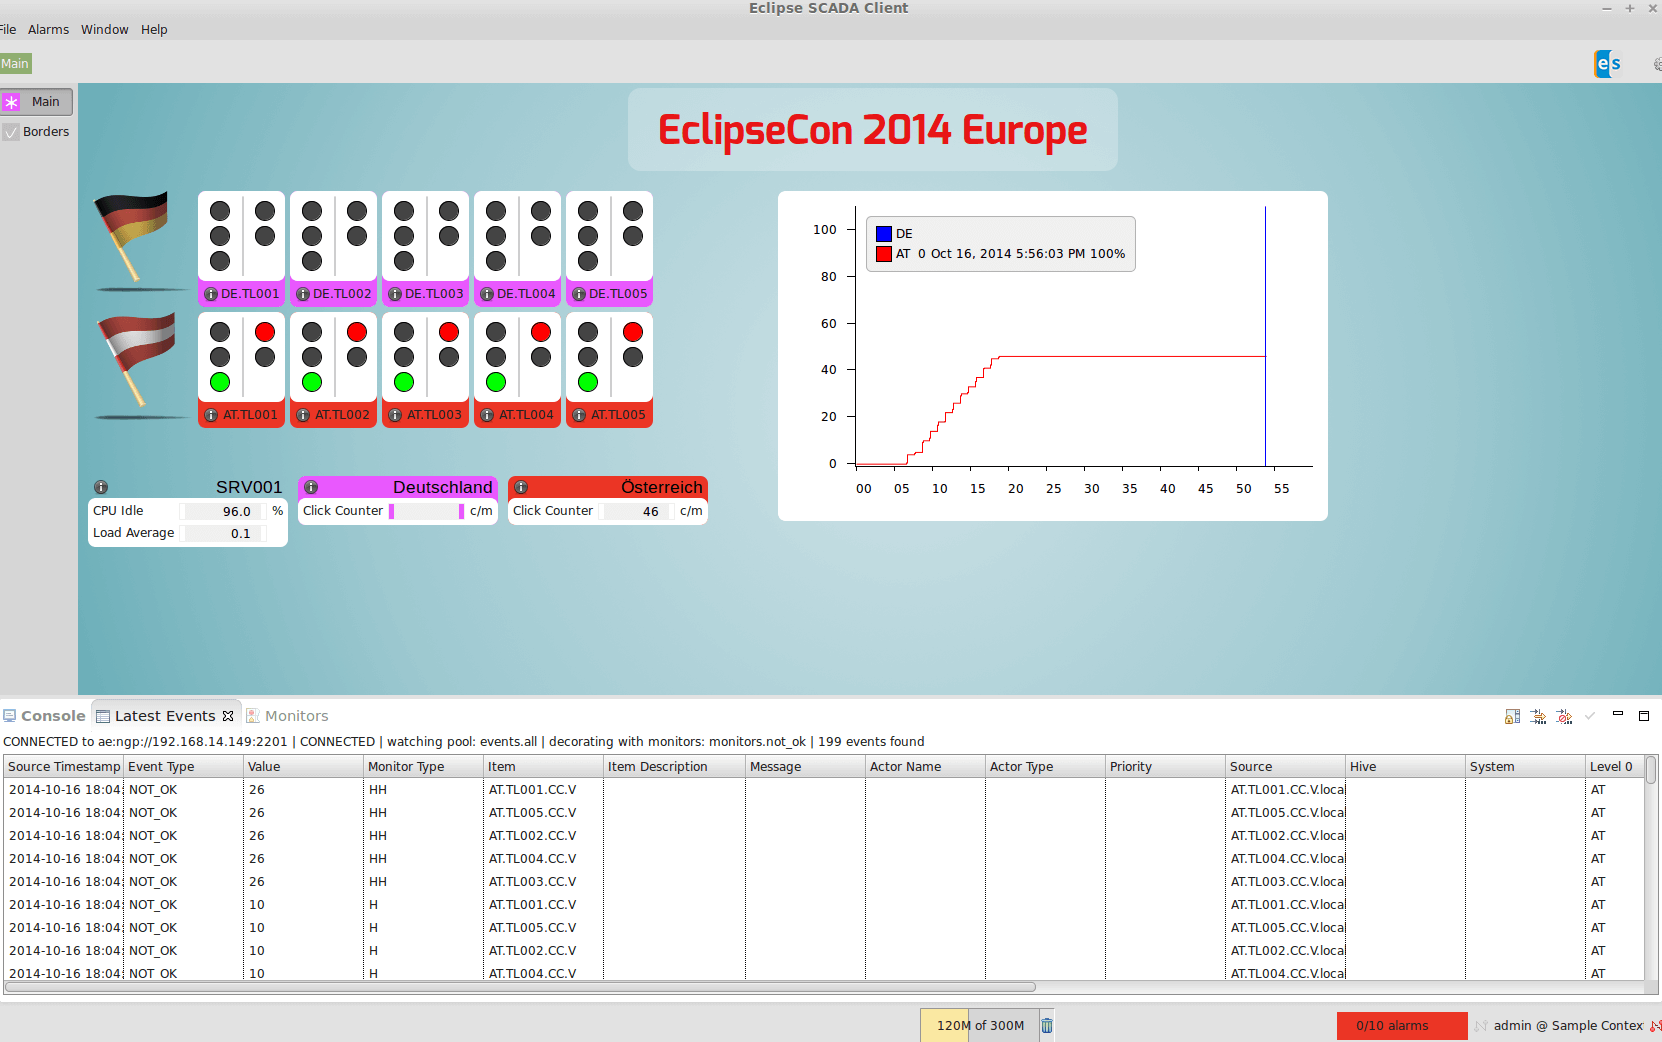 Eclipse SCADA Client
File Alarms Window Help
Main
es
Main
Borders
EclipseCon 2014 Europe
DE.TL001 DE.TL002 DE.TL003 DE.TL004 DE.TL005
AT.TL001 AT.TL002 AT.TL003 AT.TL004 AT.TL005
SRV001
CPU Idle 96.0 %
Load Average 0.1
Deutschland
Click Counter c/m
Österreich
Click Counter 46 c/m
DE
AT 0 Oct 16, 2014 5:56:03 PM 100%
100
80
60
40
20
0
00 05 10 15 20 25 30 35 40 45 50 55
Console Latest Events Monitors
CONNECTED to ae:ngp://192.168.14.149:2201 | CONNECTED | watching pool: events.all | decorating with monitors: monitors.not_ok | 199 events found
Source Timestamp Event Type Value Monitor Type Item Item Description Message Actor Name Actor Type Priority Source Hive System Level 0
2014-10-16 18:04: NOT_OK 26 HH AT.TL001.CC.V AT.TL001.CC.V.local AT
2014-10-16 18:04: NOT_OK 26 HH AT.TL005.CC.V AT.TL005.CC.V.local AT
2014-10-16 18:04: NOT_OK 26 HH AT.TL002.CC.V AT.TL002.CC.V.local AT
2014-10-16 18:04: NOT_OK 26 HH AT.TL004.CC.V AT.TL004.CC.V.local AT
2014-10-16 18:04: NOT_OK 26 HH AT.TL003.CC.V AT.TL003.CC.V.local AT
2014-10-16 18:04: NOT_OK 10 H AT.TL001.CC.V AT.TL001.CC.V.local AT
2014-10-16 18:04: NOT_OK 10 H AT.TL005.CC.V AT.TL005.CC.V.local AT
2014-10-16 18:04: NOT_OK 10 H AT.TL002.CC.V AT.TL002.CC.V.local AT
2014-10-16 18:04: NOT_OK 10 H AT.TL004.CC.V AT.TL004.CC.V.local AT
120M of 300M
0/10 alarms
admin @ Sample Contex